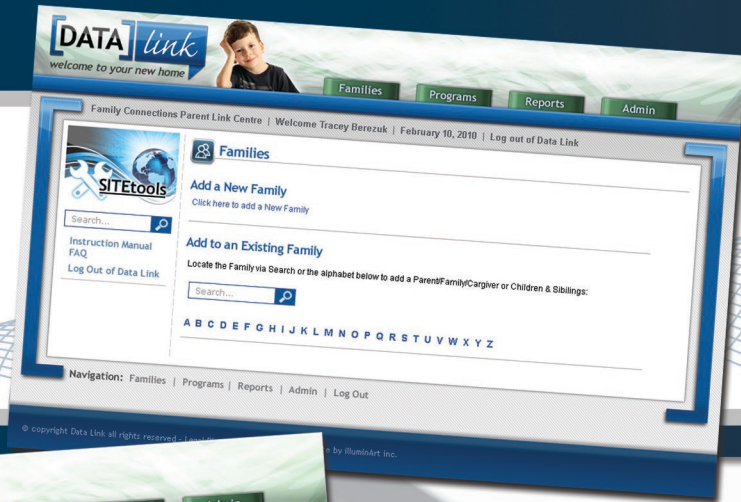 [DATA] link
welcome to your new home
Families Programs Reports Admin
Family Connections Parent Link Centre | Welcome Tracey Berezuk | February 10, 2010 | Log out of Data Link
SITEtools
Search...
Instruction Manual
FAQ
Log Out of Data Link
Families
Add a New Family
Click here to add a New Family
Add to an Existing Family
Locate the Family via Search or the alphabet below to add a Parent/Family/Cargiver or Children & Sibilings:
Search...
A B C D E F G H I J K L M N O P Q R S T U V W X Y Z
Navigation: Families | Programs | Reports | Admin | Log Out
© copyright Data Link all rights reserved - by illuminArt inc.